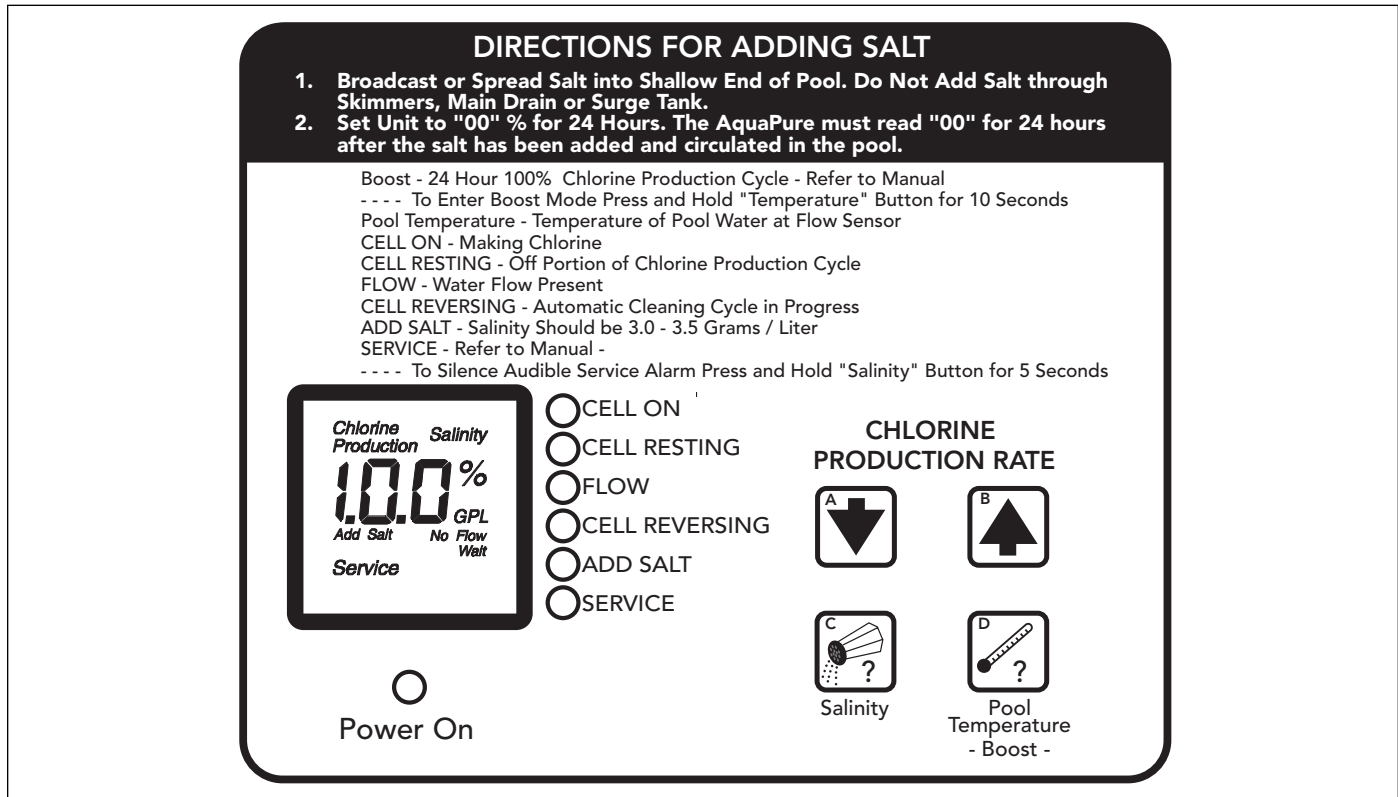 DIRECTIONS FOR ADDING SALT
1. Broadcast or Spread Salt into Shallow End of Pool. Do Not Add Salt through
Skimmers, Main Drain or Surge Tank.
2. Set Unit to "00" % for 24 Hours. The AquaPure must read "00" for 24 hours
after the salt has been added and circulated in the pool.
Boost - 24 Hour 100% Chlorine Production Cycle - Refer to Manual
- - - - To Enter Boost Mode Press and Hold "Temperature" Button for 10 Seconds
Pool Temperature - Temperature of Pool Water at Flow Sensor
CELL ON - Making Chlorine
CELL RESTING - Off Portion of Chlorine Production Cycle
FLOW - Water Flow Present
CELL REVERSING - Automatic Cleaning Cycle in Progress
ADD SALT - Salinity Should be 3.0 - 3.5 Grams / Liter
SERVICE - Refer to Manual -
- - - - To Silence Audible Service Alarm Press and Hold "Salinity" Button for 5 Seconds
Chlorine
Production Salinity
1.0.0 %
GPL
Add Salt No Flow
Wait
Service
CELL ON
CELL RESTING
FLOW
CELL REVERSING
ADD SALT
SERVICE
Power On
CHLORINE
PRODUCTION RATE
A
B
C
?
D
?
Salinity
Pool
Temperature
- Boost -